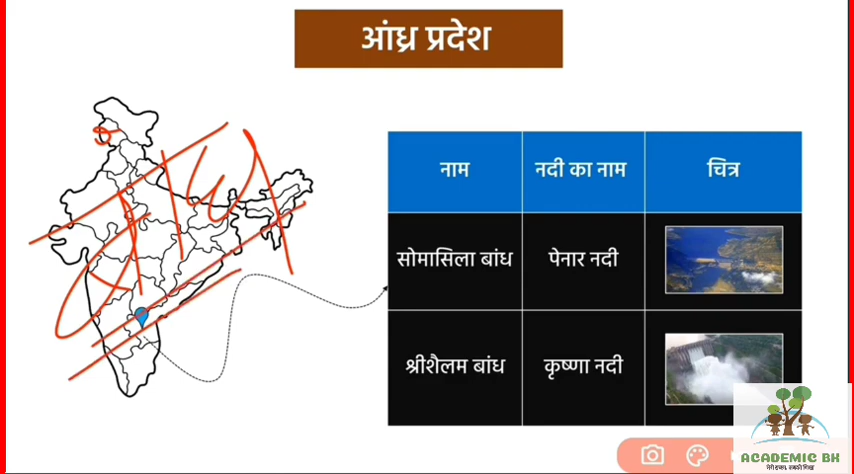 आंध्र प्रदेश
नाम नदी का नाम चित्र
सोमासिला बांध पेनार नदी
श्रीशैलम बांध कृष्णा नदी
ACADEMIC BH